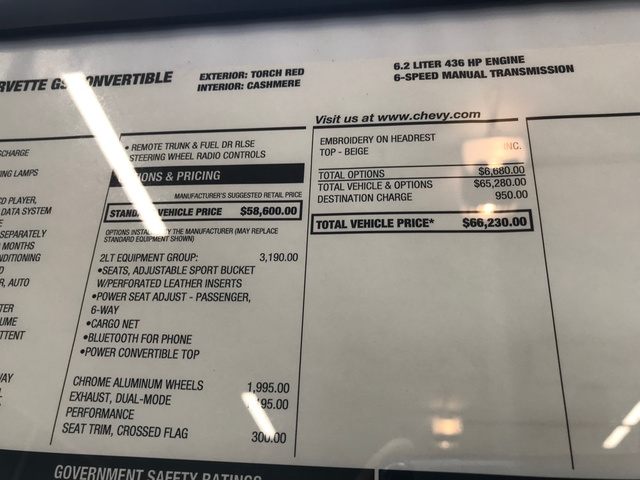 RVETTE GS CONVERTIBLE
EXTERIOR: TORCH RED
INTERIOR: CASHMERE
6.2 LITER 436 HP ENGINE
6-SPEED MANUAL TRANSMISSION
SCHARGE
ING LAMPS
CD PLAYER,
DATA SYSTEM
SEPARATELY
MONTHS
NDITIONING
R, AUTO
TER
UME
TTENT
WAY
• REMOTE TRUNK & FUEL DR RLSE
STEERING WHEEL RADIO CONTROLS
IONS & PRICING
MANUFACTURER'S SUGGESTED RETAIL PRICE
STANDARD VEHICLE PRICE $58,600.00
OPTIONS INSTALLED BY THE MANUFACTURER (MAY REPLACE
STANDARD EQUIPMENT SHOWN)
2LT EQUIPMENT GROUP: 3,190.00
•SEATS, ADJUSTABLE SPORT BUCKET
W/PERFORATED LEATHER INSERTS
•POWER SEAT ADJUST - PASSENGER,
6-WAY
•CARGO NET
•BLUETOOTH FOR PHONE
•POWER CONVERTIBLE TOP
CHROME ALUMINUM WHEELS 1,995.00
EXHAUST, DUAL-MODE
PERFORMANCE
SEAT TRIM, CROSSED FLAG 300.00
Visit us at www.chevy.com
EMBROIDERY ON HEADREST
TOP - BEIGE INC.
TOTAL OPTIONS $6,680.00
TOTAL VEHICLE & OPTIONS $65,280.00
DESTINATION CHARGE 950.00
TOTAL VEHICLE PRICE* $66,230.00
GOVERNMENT SAFETY RATINGS